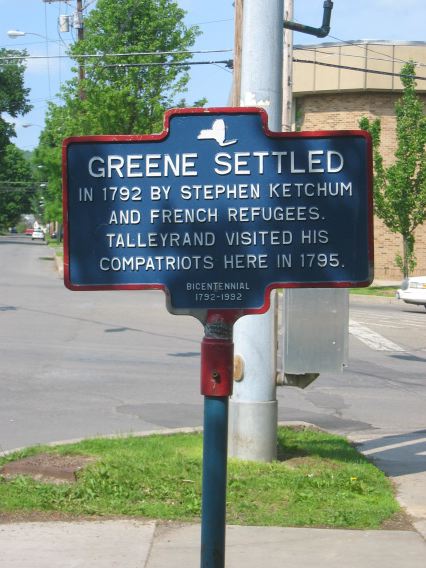 GREENE SETTLED
IN 1792 BY STEPHEN KETCHUM
AND FRENCH REFUGEES.
TALLEYRAND VISITED HIS
COMPATRIOTS HERE IN 1795.
BICENTENNIAL
1792-1992